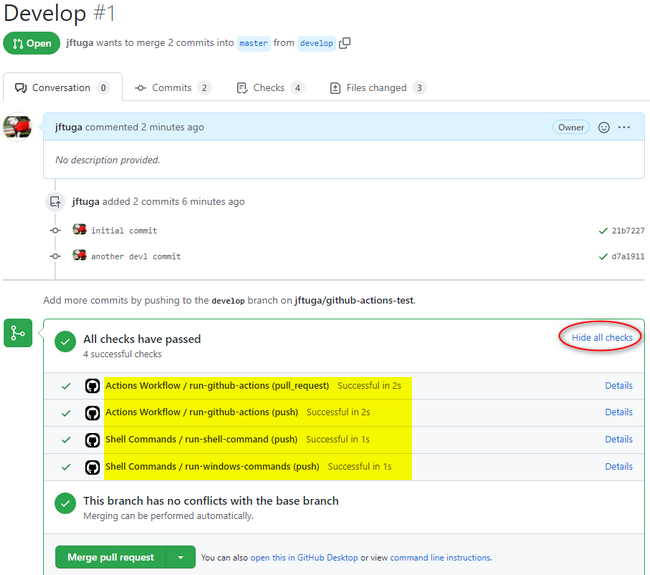 Develop #1
Open jftuga wants to merge 2 commits into master from develop
Conversation 0 Commits 2 Checks 4 Files changed 3
jftuga commented 2 minutes ago Owner
No description provided.
jftuga added 2 commits 6 minutes ago
initial commit 21b7227
another devl commit d7a1911
Add more commits by pushing to the develop branch on jftuga/github-actions-test.
All checks have passed Hide all checks
4 successful checks
Actions Workflow / run-github-actions (pull_request) Successful in 2s Details
Actions Workflow / run-github-actions (push) Successful in 2s Details
Shell Commands / run-shell-command (push) Successful in 1s Details
Shell Commands / run-windows-commands (push) Successful in 1s Details
This branch has no conflicts with the base branch
Merging can be performed automatically.
Merge pull request You can also open this in GitHub Desktop or view command line instructions.